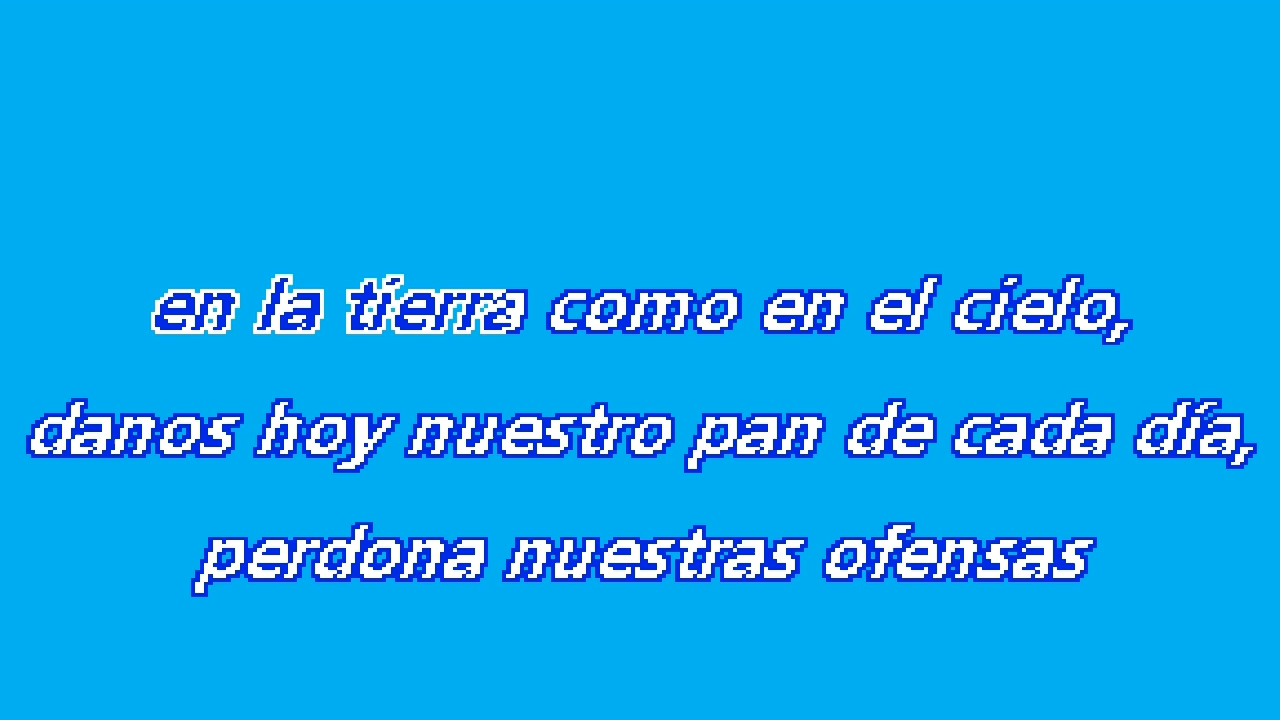 en la tierra como en el cielo,
danos hoy nuestro pan de cada día,
perdona nuestras ofensas